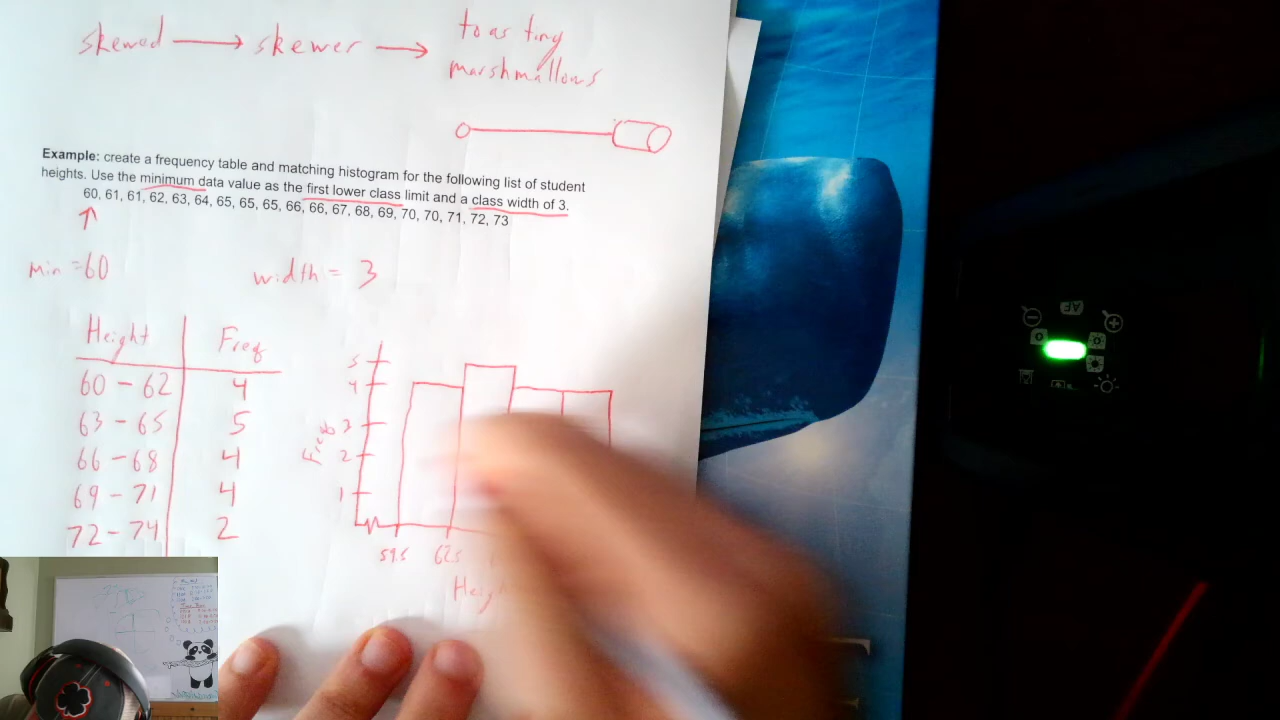 skewed → skewer → to as tiny
marshmallows
Example: create a frequency table and matching histogram for the following list of student
heights. Use the minimum data value as the first lower class limit and a class width of 3.
60, 61, 61, 62, 63, 64, 65, 65, 65, 66, 66, 67, 68, 69, 70, 70, 71, 72, 73
min = 60
width = 3
Height Freq
60 - 62 4
63 - 65 5
66 - 68 4
69 - 71 4
72 - 74 2
Freq
5
4
3
2
1
59.5 62.5